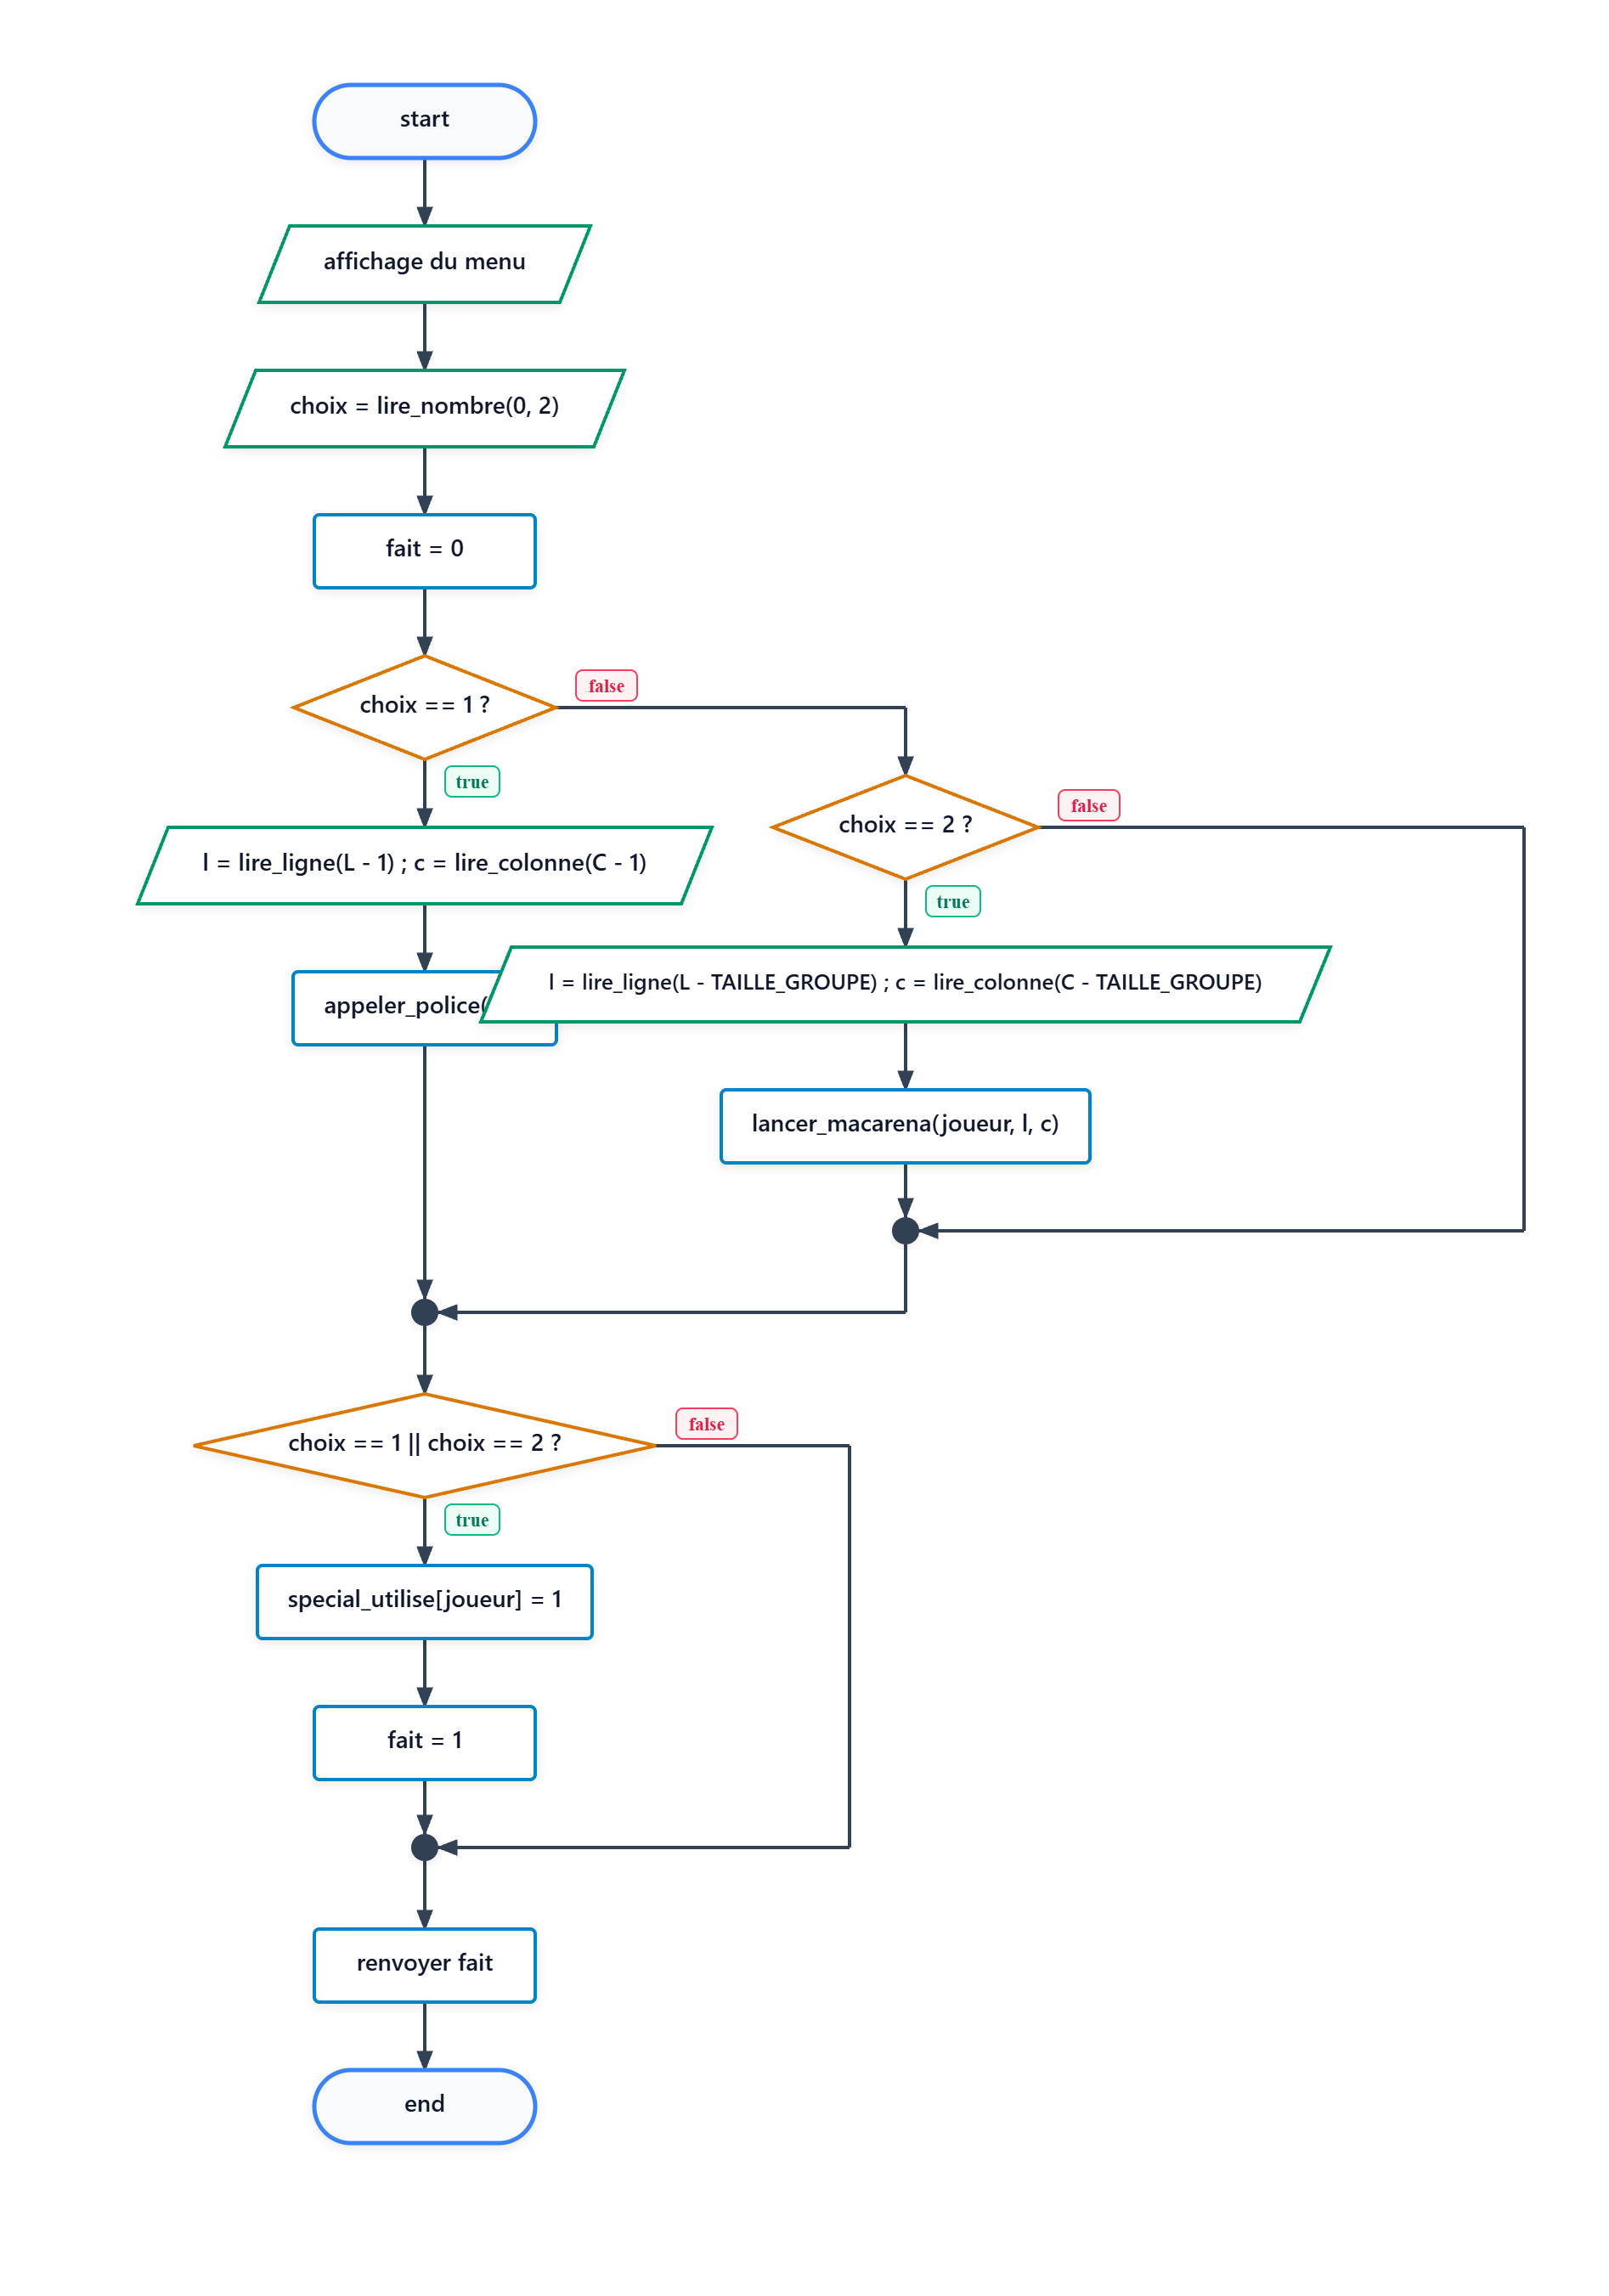 start
affichage du menu
choix = lire_nombre(0, 2)
fait = 0
choix == 1 ?
false
true
choix == 2 ?
false
true
l = lire_ligne(L - 1) ; c = lire_colonne(C - 1)
l = lire_ligne(L - TAILLE_GROUPE) ; c = lire_colonne(C - TAILLE_GROUPE)
appeler_police(
lancer_macarena(joueur, l, c)
choix == 1 || choix == 2 ?
false
true
special_utilise[joueur] = 1
fait = 1
renvoyer fait
end